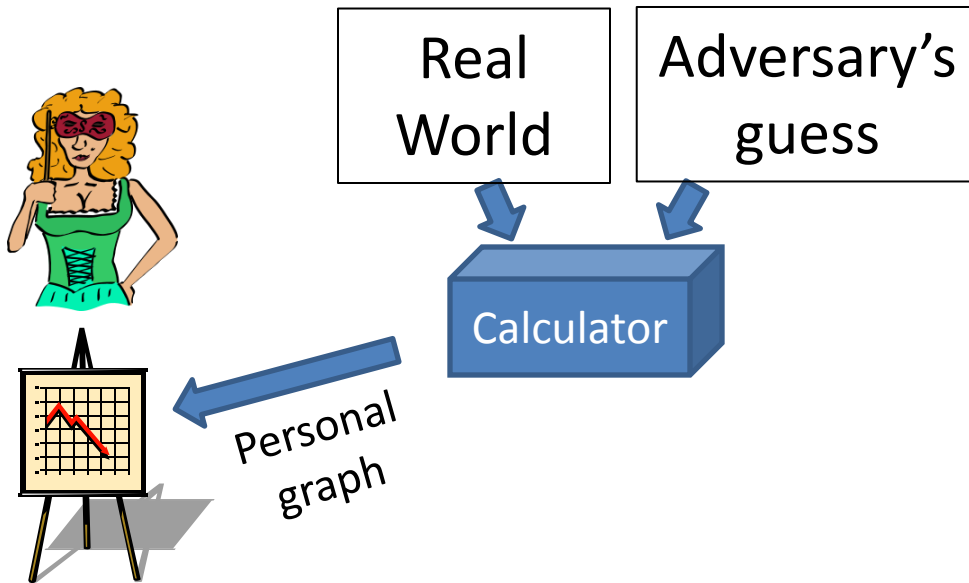 Real
World
Adversary’s
guess
Calculator
Personal
graph